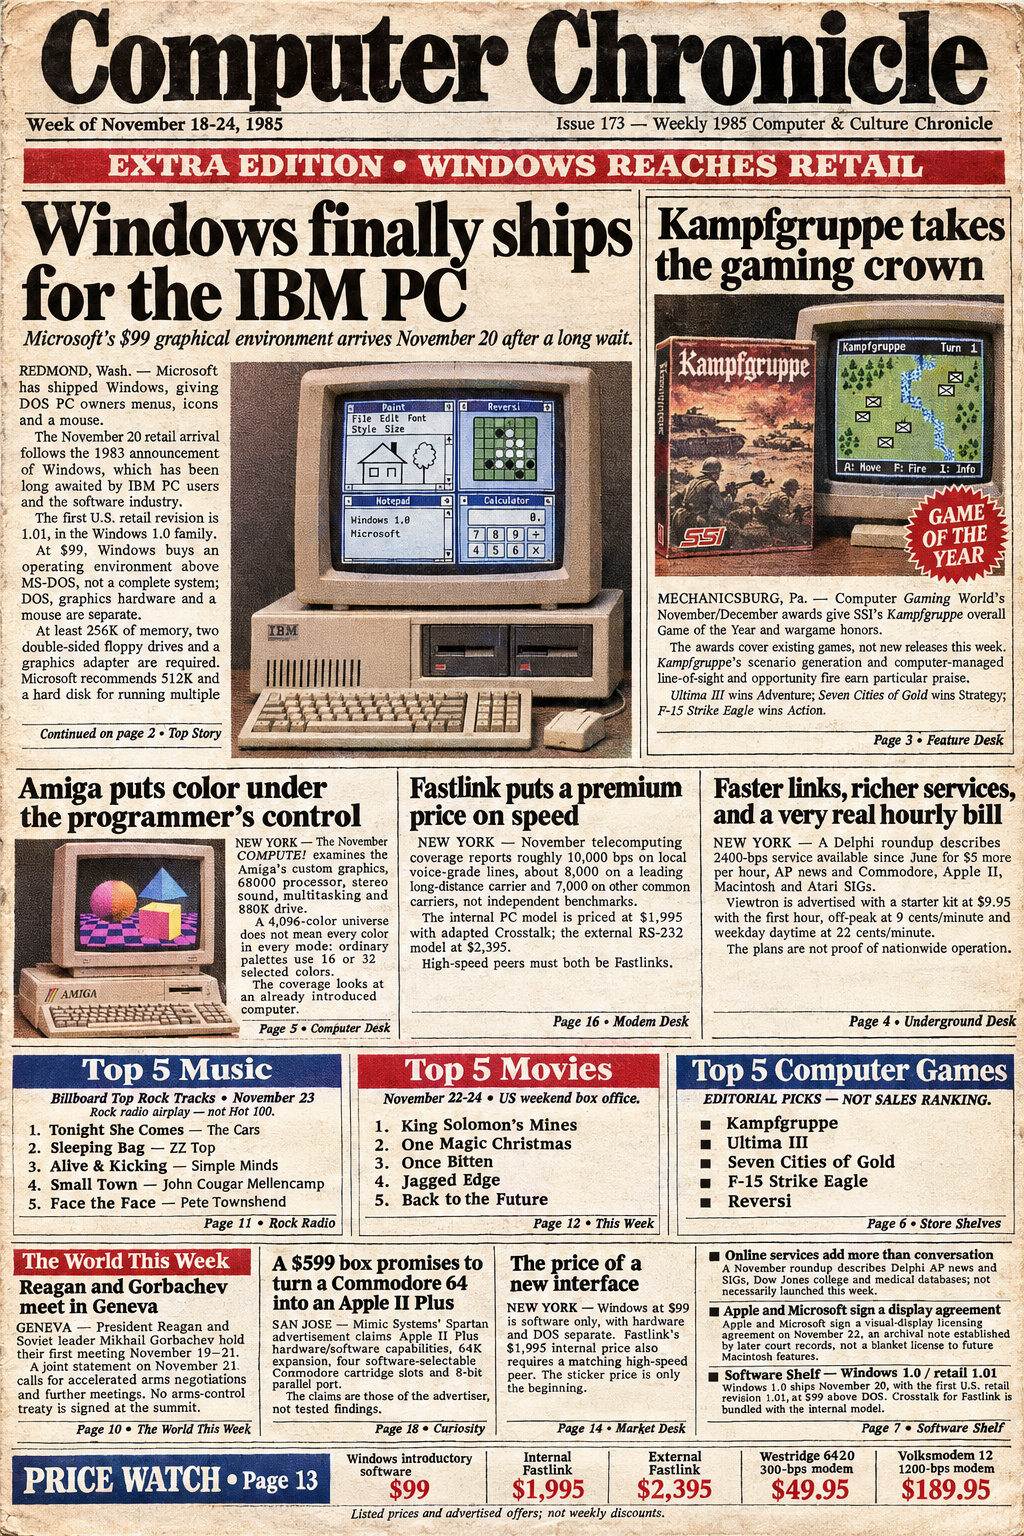 Computer Chronicle
Week of November 18-24, 1985
Issue 173 — Weekly 1985 Computer & Culture Chronicle
EXTRA EDITION • WINDOWS REACHES RETAIL
Windows finally ships
for the IBM PC
Microsoft's $99 graphical environment arrives November 20 after a long wait.
REDMOND, Wash. — Microsoft
has shipped Windows, giving
DOS PC owners menus, icons
and a mouse.
The November 20 retail arrival
follows the 1983 announcement
of Windows, which has been
long awaited by IBM PC users
and the software industry.
The first U.S. retail revision is
1.01, in the Windows 1.0 family.
At $99, Windows buys an
operating environment above
MS-DOS, not a complete system;
DOS, graphics hardware and a
mouse are separate.
At least 256K of memory, two
double-sided floppy drives and a
graphics adapter are required.
Microsoft recommends 512K and
a hard disk for running multiple
Continued on page 2 • Top Story
Paint
File Edit Font
Style Size
Reversi
Notepad
Windows 1.0
Microsoft
Calculator
0.
7 8 9 ÷
4 5 6 ×
IBM
Kampfgruppe takes
the gaming crown
Kampfgruppe
SSI
Kampfgruppe Turn 1
A: Move F: Fire I: Info
GAME
OF THE
YEAR
MECHANICSBURG, Pa. — Computer Gaming World's
November/December awards give SSI's Kampfgruppe overall
Game of the Year and wargame honors.
The awards cover existing games, not new releases this week.
Kampfgruppe's scenario generation and computer-managed
line-of-sight and opportunity fire earn particular praise.
Ultima III wins Adventure; Seven Cities of Gold wins Strategy;
F-15 Strike Eagle wins Action.
Page 3 • Feature Desk
Amiga puts color under
the programmer's control
AMIGA
NEW YORK — The November
COMPUTE! examines the
Amiga's custom graphics,
68000 processor, stereo
sound, multitasking and
880K drive.
A 4,096-color universe
does not mean every color
in every mode: ordinary
palettes use 16 or 32
selected colors.
The coverage looks at
an already introduced
computer.
Page 5 • Computer Desk
Fastlink puts a premium
price on speed
NEW YORK — November telecomputing
coverage reports roughly 10,000 bps on local
voice-grade lines, about 8,000 on a leading
long-distance carrier and 7,000 on other common
carriers, not independent benchmarks.
The internal PC model is priced at $1,995
with adapted Crosstalk; the external RS-232
model at $2,395.
High-speed peers must both be Fastlinks.
Page 16 • Modem Desk
Faster links, richer services,
and a very real hourly bill
NEW YORK — A Delphi roundup describes
2400-bps service available since June for $5 more
per hour, AP news and Commodore, Apple II,
Macintosh and Atari SIGs.
Viewtron is advertised with a starter kit at $9.95
with the first hour, off-peak at 9 cents/minute and
weekday daytime at 22 cents/minute.
The plans are not proof of nationwide operation.
Page 4 • Underground Desk
Top 5 Music
Billboard Top Rock Tracks • November 23
Rock radio airplay — not Hot 100.
1. Tonight She Comes — The Cars
2. Sleeping Bag — ZZ Top
3. Alive & Kicking — Simple Minds
4. Small Town — John Cougar Mellencamp
5. Face the Face — Pete Townshend
Page 11 • Rock Radio
Top 5 Movies
November 22-24 • US weekend box office.
1. King Solomon's Mines
2. One Magic Christmas
3. Once Bitten
4. Jagged Edge
5. Back to the Future
Page 12 • This Week
Top 5 Computer Games
EDITORIAL PICKS — NOT SALES RANKING.
■ Kampfgruppe
■ Ultima III
■ Seven Cities of Gold
■ F-15 Strike Eagle
■ Reversi
Page 6 • Store Shelves
The World This Week
Reagan and Gorbachev
meet in Geneva
GENEVA — President Reagan and
Soviet leader Mikhail Gorbachev hold
their first meeting November 19–21.
A joint statement on November 21
calls for accelerated arms negotiations
and further meetings. No arms-control
treaty is signed at the summit.
Page 10 • The World This Week
A $599 box promises to
turn a Commodore 64
into an Apple II Plus
SAN JOSE — Mimic Systems' Spartan
advertisement claims Apple II Plus
hardware/software capabilities, 64K
expansion, four software-selectable
Commodore cartridge slots and 8-bit
parallel port.
The claims are those of the advertiser,
not tested findings.
Page 18 • Curiosity
The price of a
new interface
NEW YORK — Windows at $99
is software only, with hardware
and DOS separate. Fastlink's
$1,995 internal price also
requires a matching high-speed
peer. The sticker price is only
the beginning.
Page 14 • Market Desk
■ Online services add more than conversation
A November roundup describes Delphi AP news and
SIGs, Dow Jones college and medical databases; not
necessarily launched this week.
■ Apple and Microsoft sign a display agreement
Apple and Microsoft sign a visual-display licensing
agreement on November 22, an archival note established
by later court records, not a blanket license to future
Macintosh features.
■ Software Shelf — Windows 1.0 / retail 1.01
Windows 1.0 ships November 20, with the first U.S. retail
revision 1.01, at $99 above DOS. Crosstalk for Fastlink is
bundled with the internal model.
Page 7 • Software Shelf
PRICE WATCH • Page 13
Windows introductory
software
$99
Internal
Fastlink
$1,995
External
Fastlink
$2,395
Westridge 6420
300-bps modem
$49.95
Volksmodem 12
1200-bps modem
$189.95
Listed prices and advertised offers; not weekly discounts.